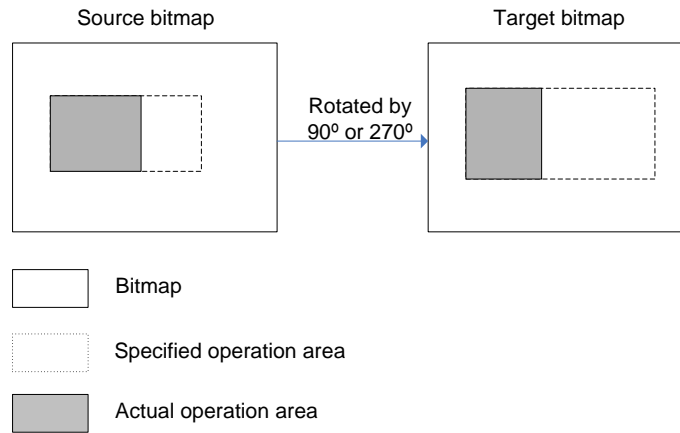 Source bitmap
Target bitmap
Rotated by
90º or 270º
Bitmap
Specified operation area
Actual operation area